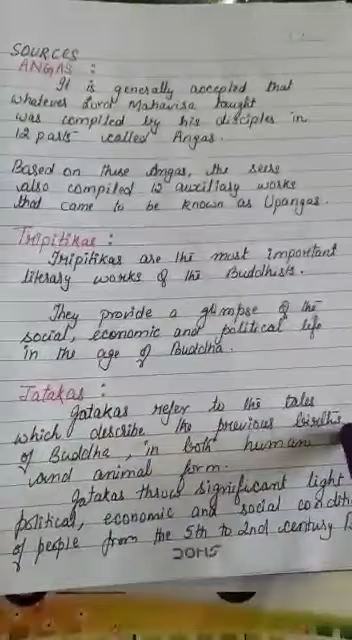 SOURCES
ANGAS :
It is generally accepted that
whatever Lord Mahavira taught
was compiled by his disciples in
12 parts called Angas.
Based on these Angas, the seers
also compiled 12 auxiliary works
that came to be known as Upangas.
Tripitikas :
Tripitikas are the most important
literary works of the Buddhists.
They provide a glimpse of the
social, economic and political life
in the age of Buddha.
Jatakas :
Jatakas refer to the tales
which describe the previous births
of Buddha, in both human
and animal form.
Jatakas throws significant light
political, economic and social
of people from the 5th to 2nd century